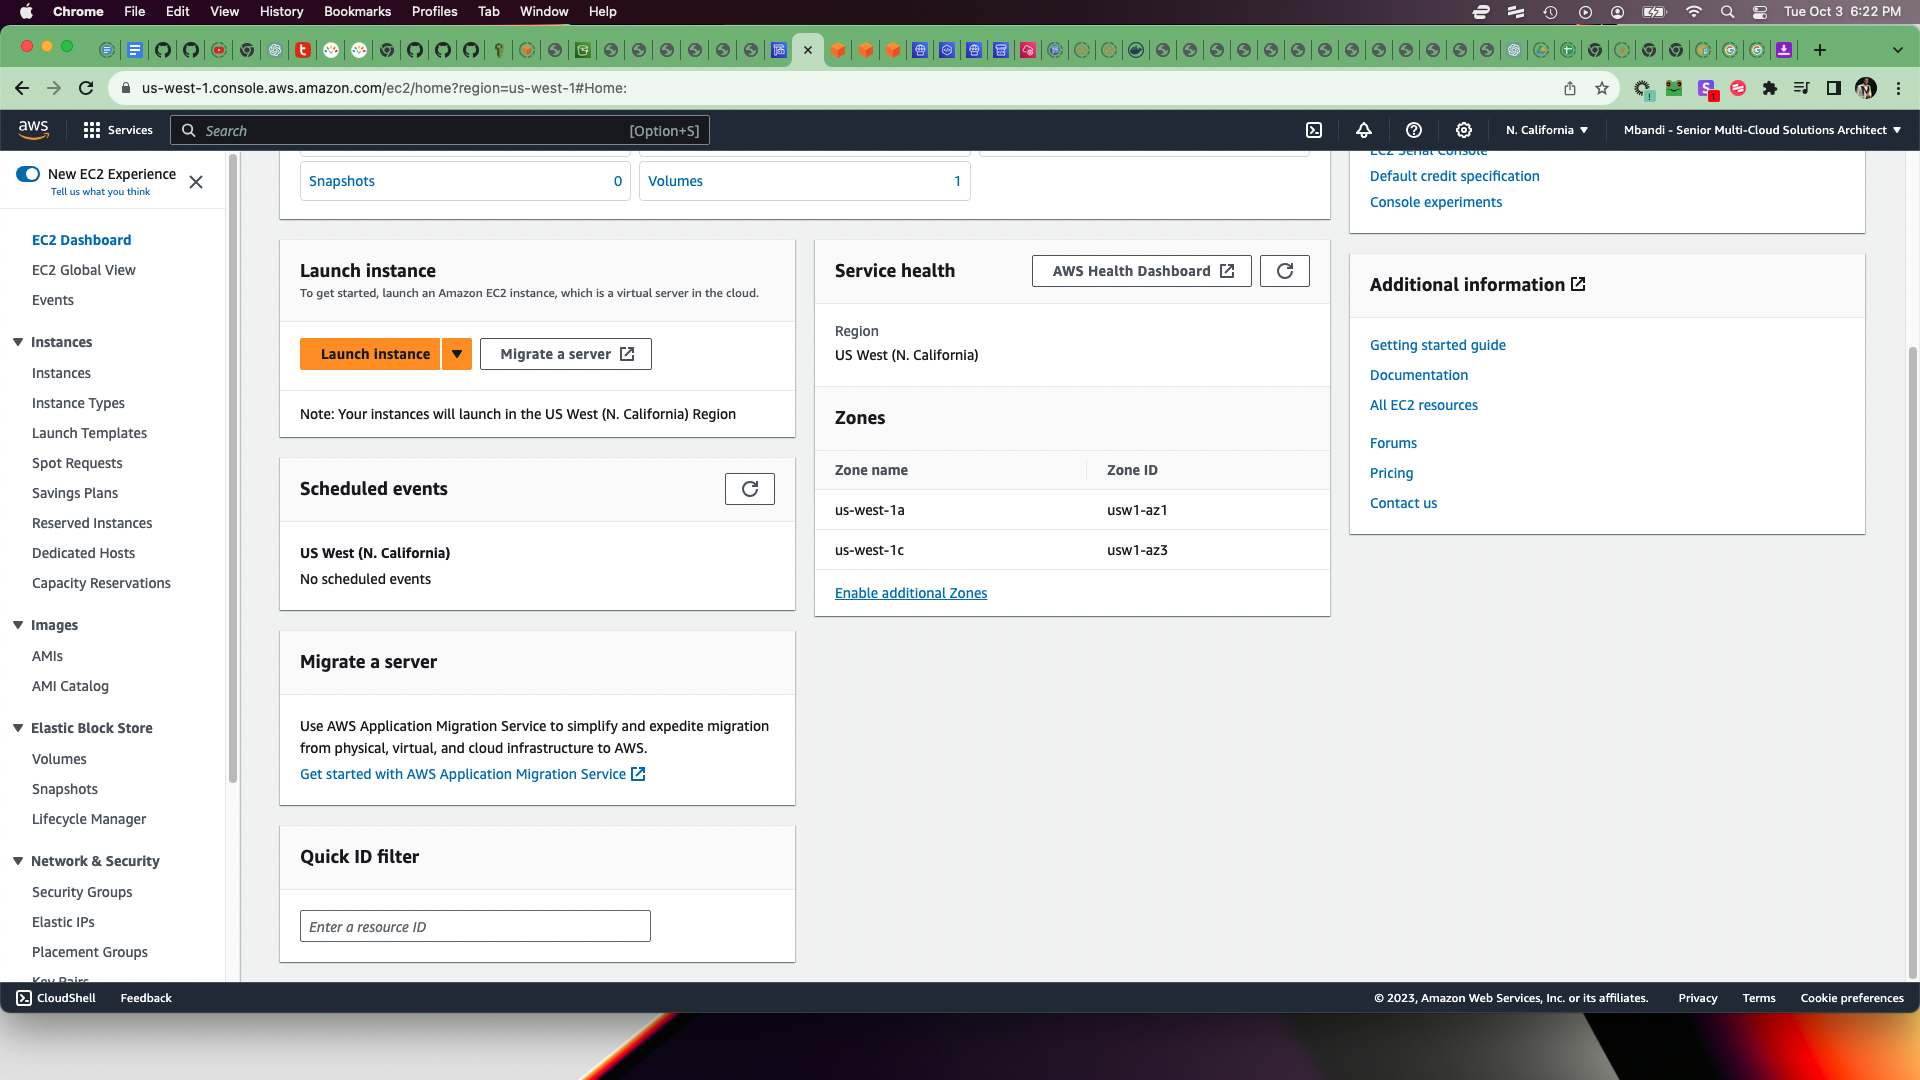 Chrome File Edit View History Bookmarks Profiles Tab Window Help
Tue Oct 3 6:22 PM
us-west-1.console.aws.amazon.com/ec2/home?region=us-west-1#Home:
aws Services Search [Option+S] N. California Mbandi - Senior Multi-Cloud Solutions Architect
New EC2 Experience
Tell us what you think
EC2 Dashboard
EC2 Global View
Events
Instances
Instances
Instance Types
Launch Templates
Spot Requests
Savings Plans
Reserved Instances
Dedicated Hosts
Capacity Reservations
Images
AMIs
AMI Catalog
Elastic Block Store
Volumes
Snapshots
Lifecycle Manager
Network & Security
Security Groups
Elastic IPs
Placement Groups
Key Pairs
Snapshots 0
Volumes 1
Launch instance
To get started, launch an Amazon EC2 instance, which is a virtual server in the cloud.
Launch instance
Migrate a server
Note: Your instances will launch in the US West (N. California) Region
Scheduled events
US West (N. California)
No scheduled events
Migrate a server
Use AWS Application Migration Service to simplify and expedite migration
from physical, virtual, and cloud infrastructure to AWS.
Get started with AWS Application Migration Service
Quick ID filter
Enter a resource ID
Service health
AWS Health Dashboard
Region
US West (N. California)
Zones
Zone name Zone ID
us-west-1a usw1-az1
us-west-1c usw1-az3
Enable additional Zones
EC2 Serial Console
Default credit specification
Console experiments
Additional information
Getting started guide
Documentation
All EC2 resources
Forums
Pricing
Contact us
CloudShell Feedback
© 2023, Amazon Web Services, Inc. or its affiliates. Privacy Terms Cookie preferences